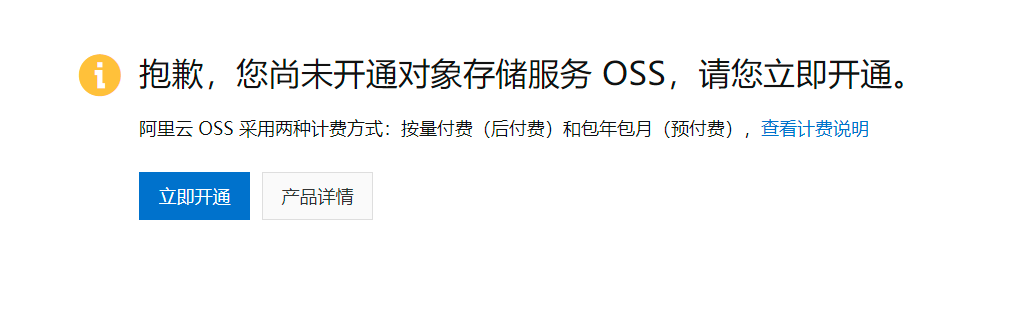 抱歉，您尚未开通对象存储服务 OSS，请您立即开通。
阿里云 OSS 采用两种计费方式：按量付费（后付费）和包年包月（预付费），查看计费说明
立即开通 产品详情